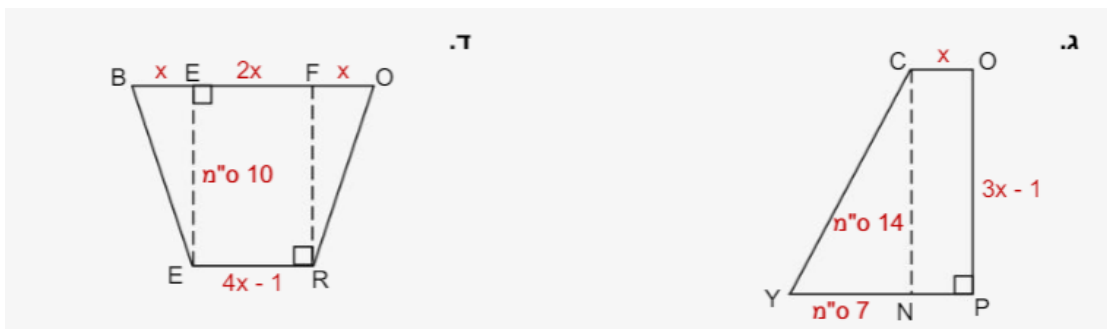 ג.
C x O
3x - 1
14 ס"מ
Y 7 ס"מ N P
ד.
B x E 2x F x O
10 ס"מ
E 4x - 1 R